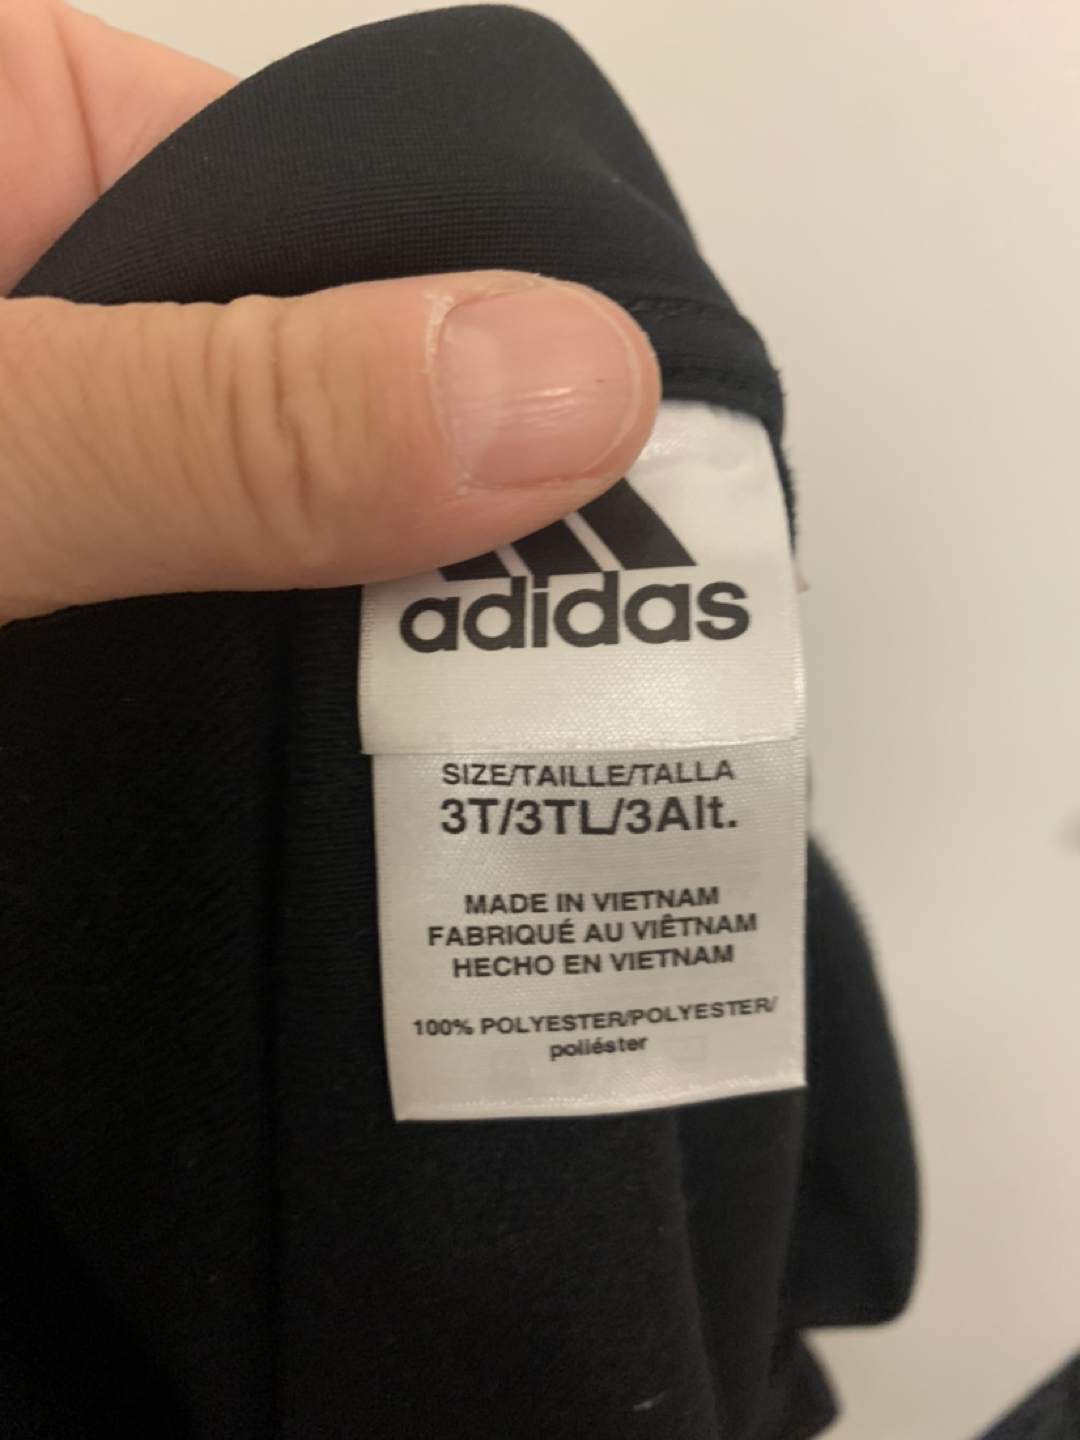 adidas
SIZE/TAILLE/TALLA
3T/3TL/3Alt.
MADE IN VIETNAM
FABRIQUÉ AU VIÊTNAM
HECHO EN VIETNAM
100% POLYESTER/POLYESTER/
poliéster